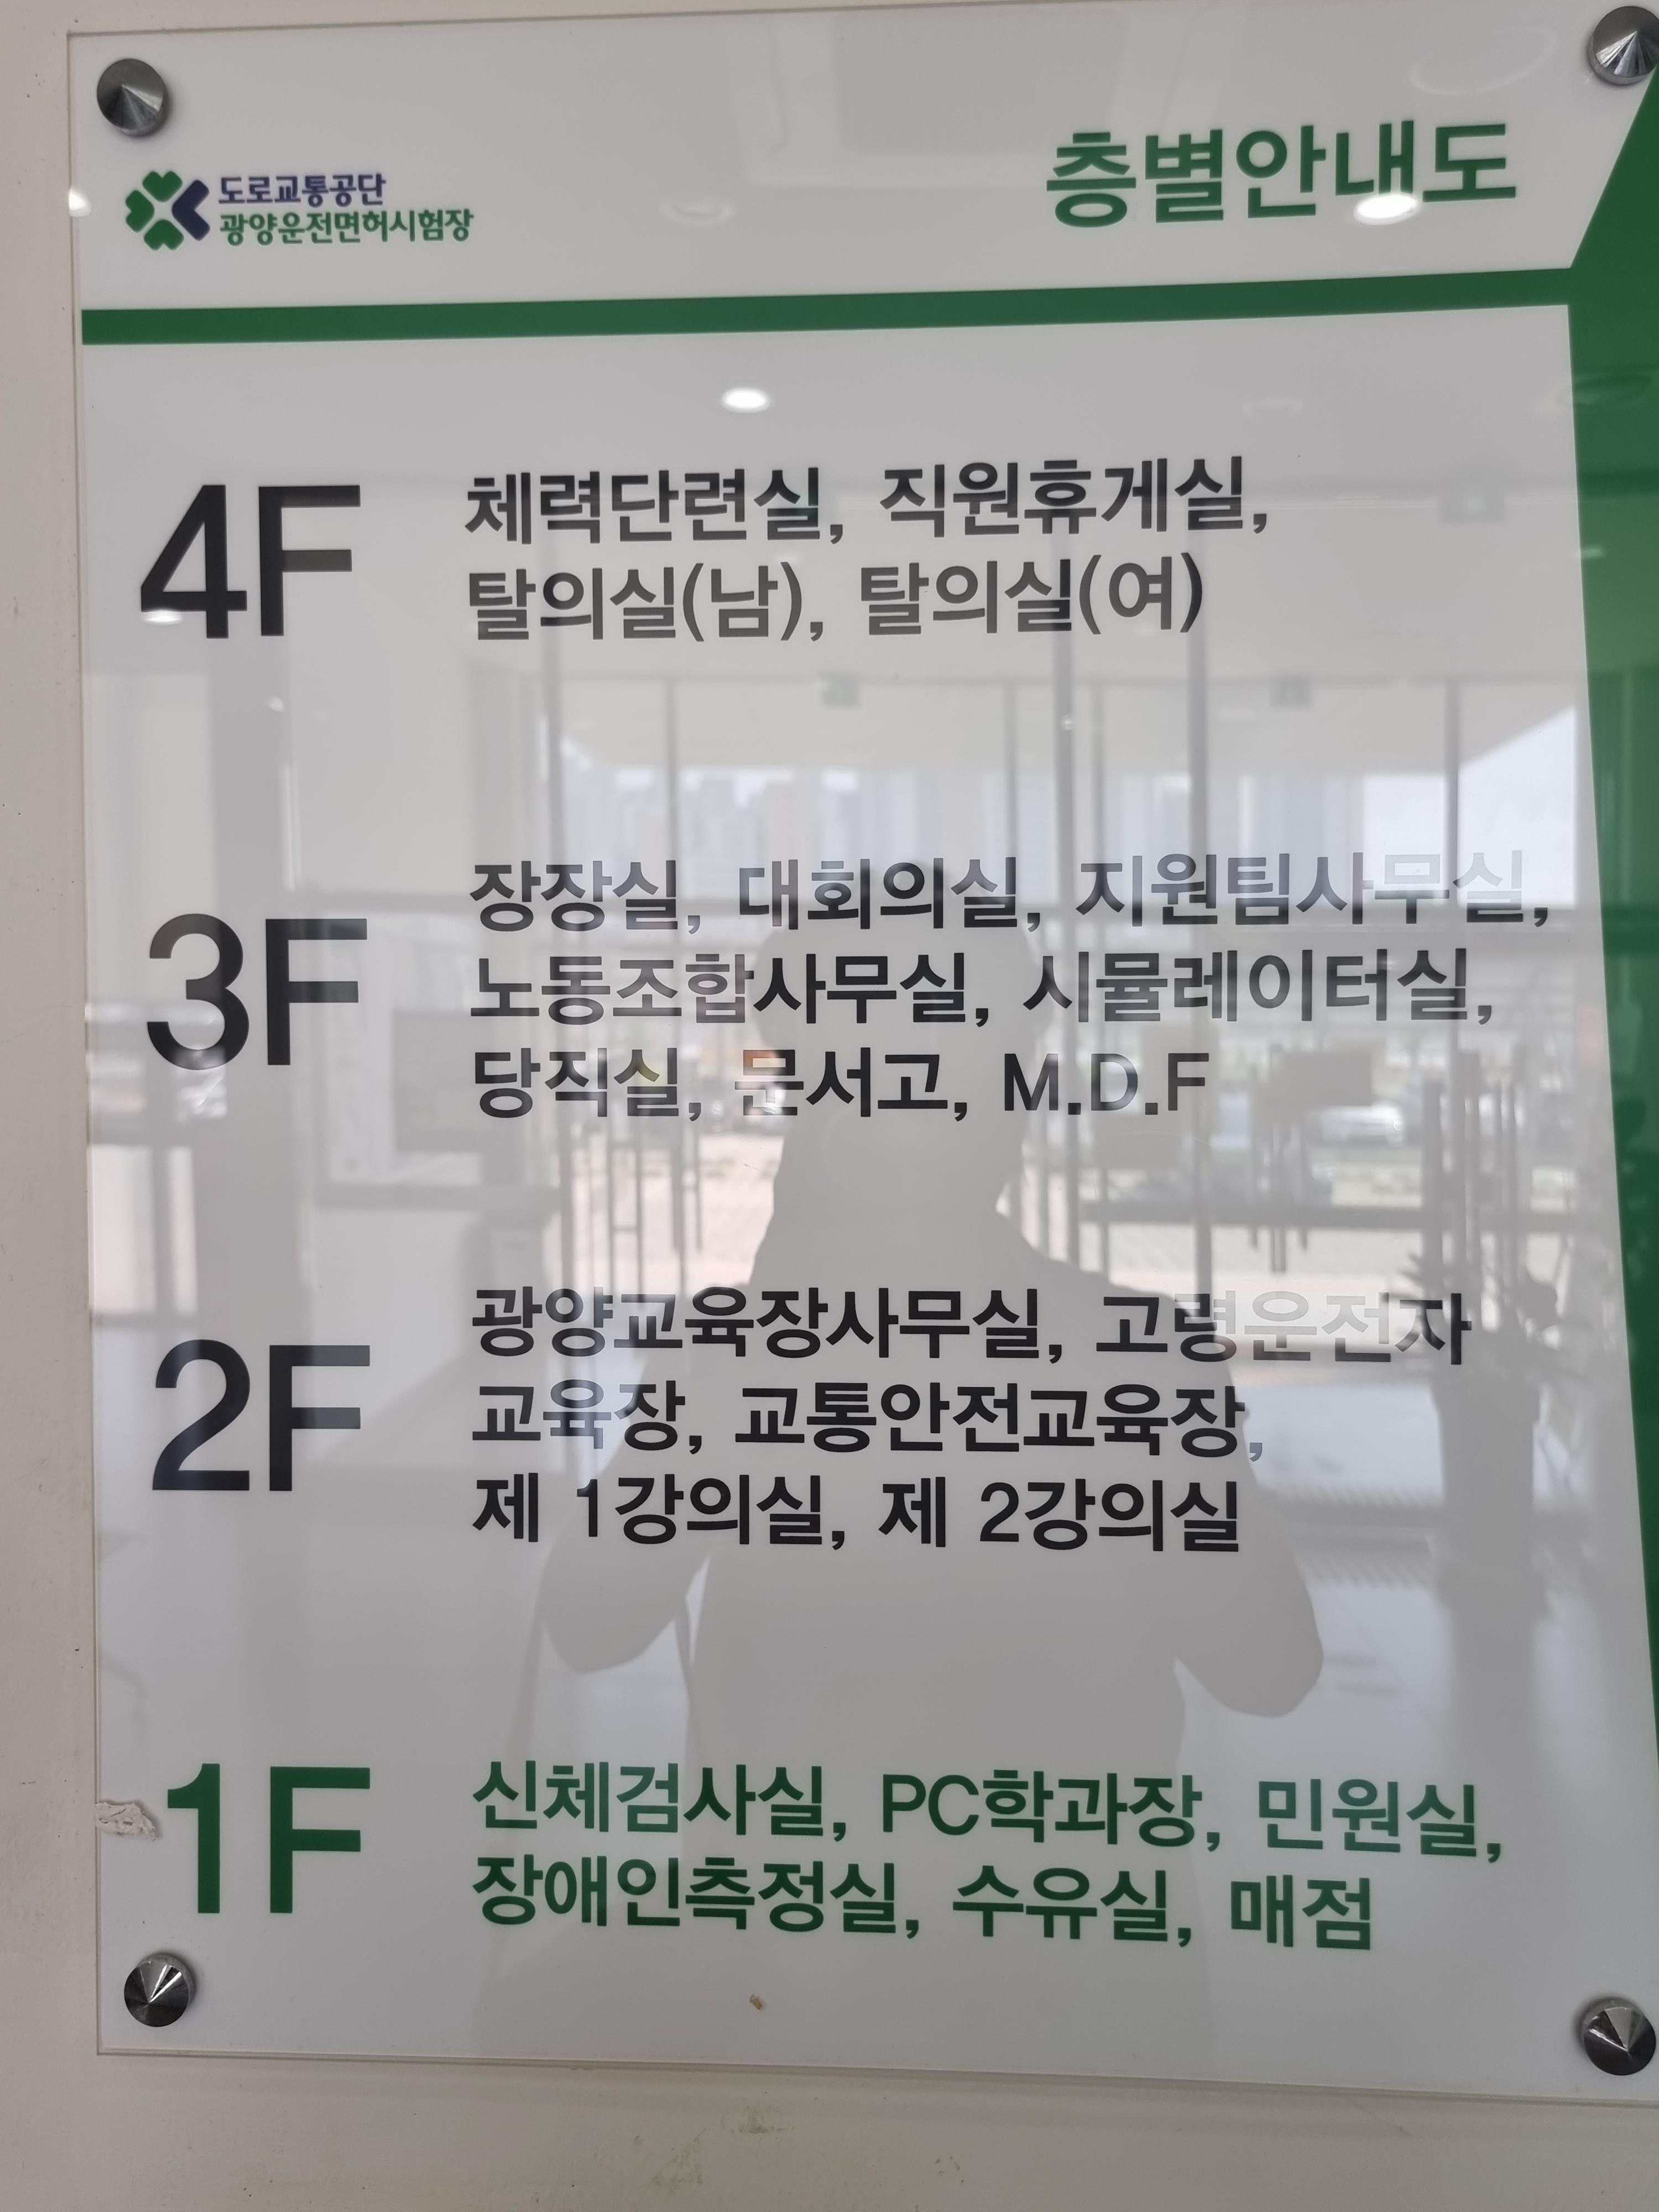 도로교통공단
광양운전면허시험장
층별안내도
4F
체력단련실, 직원휴게실,
탈의실(남), 탈의실(여)
3F
장장실, 대회의실, 지원팀사무실,
노동조합사무실, 시뮬레이터실,
당직실, 문서고, M.D.F
2F
광양교육장사무실, 고령운전자
교육장, 교통안전교육장,
제 1강의실, 제 2강의실
1F
신체검사실, PC학과장, 민원실,
장애인측정실, 수유실, 매점